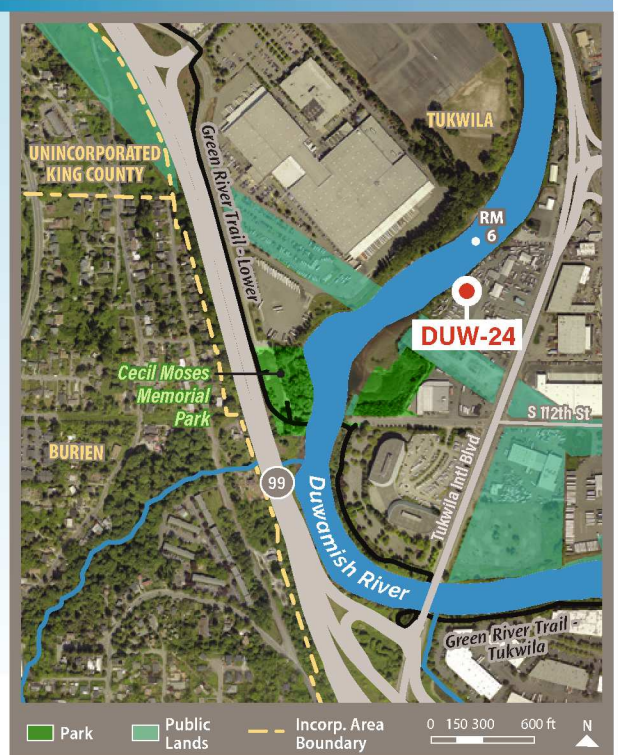 TUKWILA
UNINCORPORATED
KING COUNTY
Green River Trail - Lower
RM
6
DUW-24
Cecil Moses
Memorial
Park
S 112th St
BURIEN
Tukwila Intl Blvd
99
Duwamish River
Green River Trail -
Tukwila
Park
Public
Lands
Incorp. Area
Boundary
0 150 300 600 ft
N